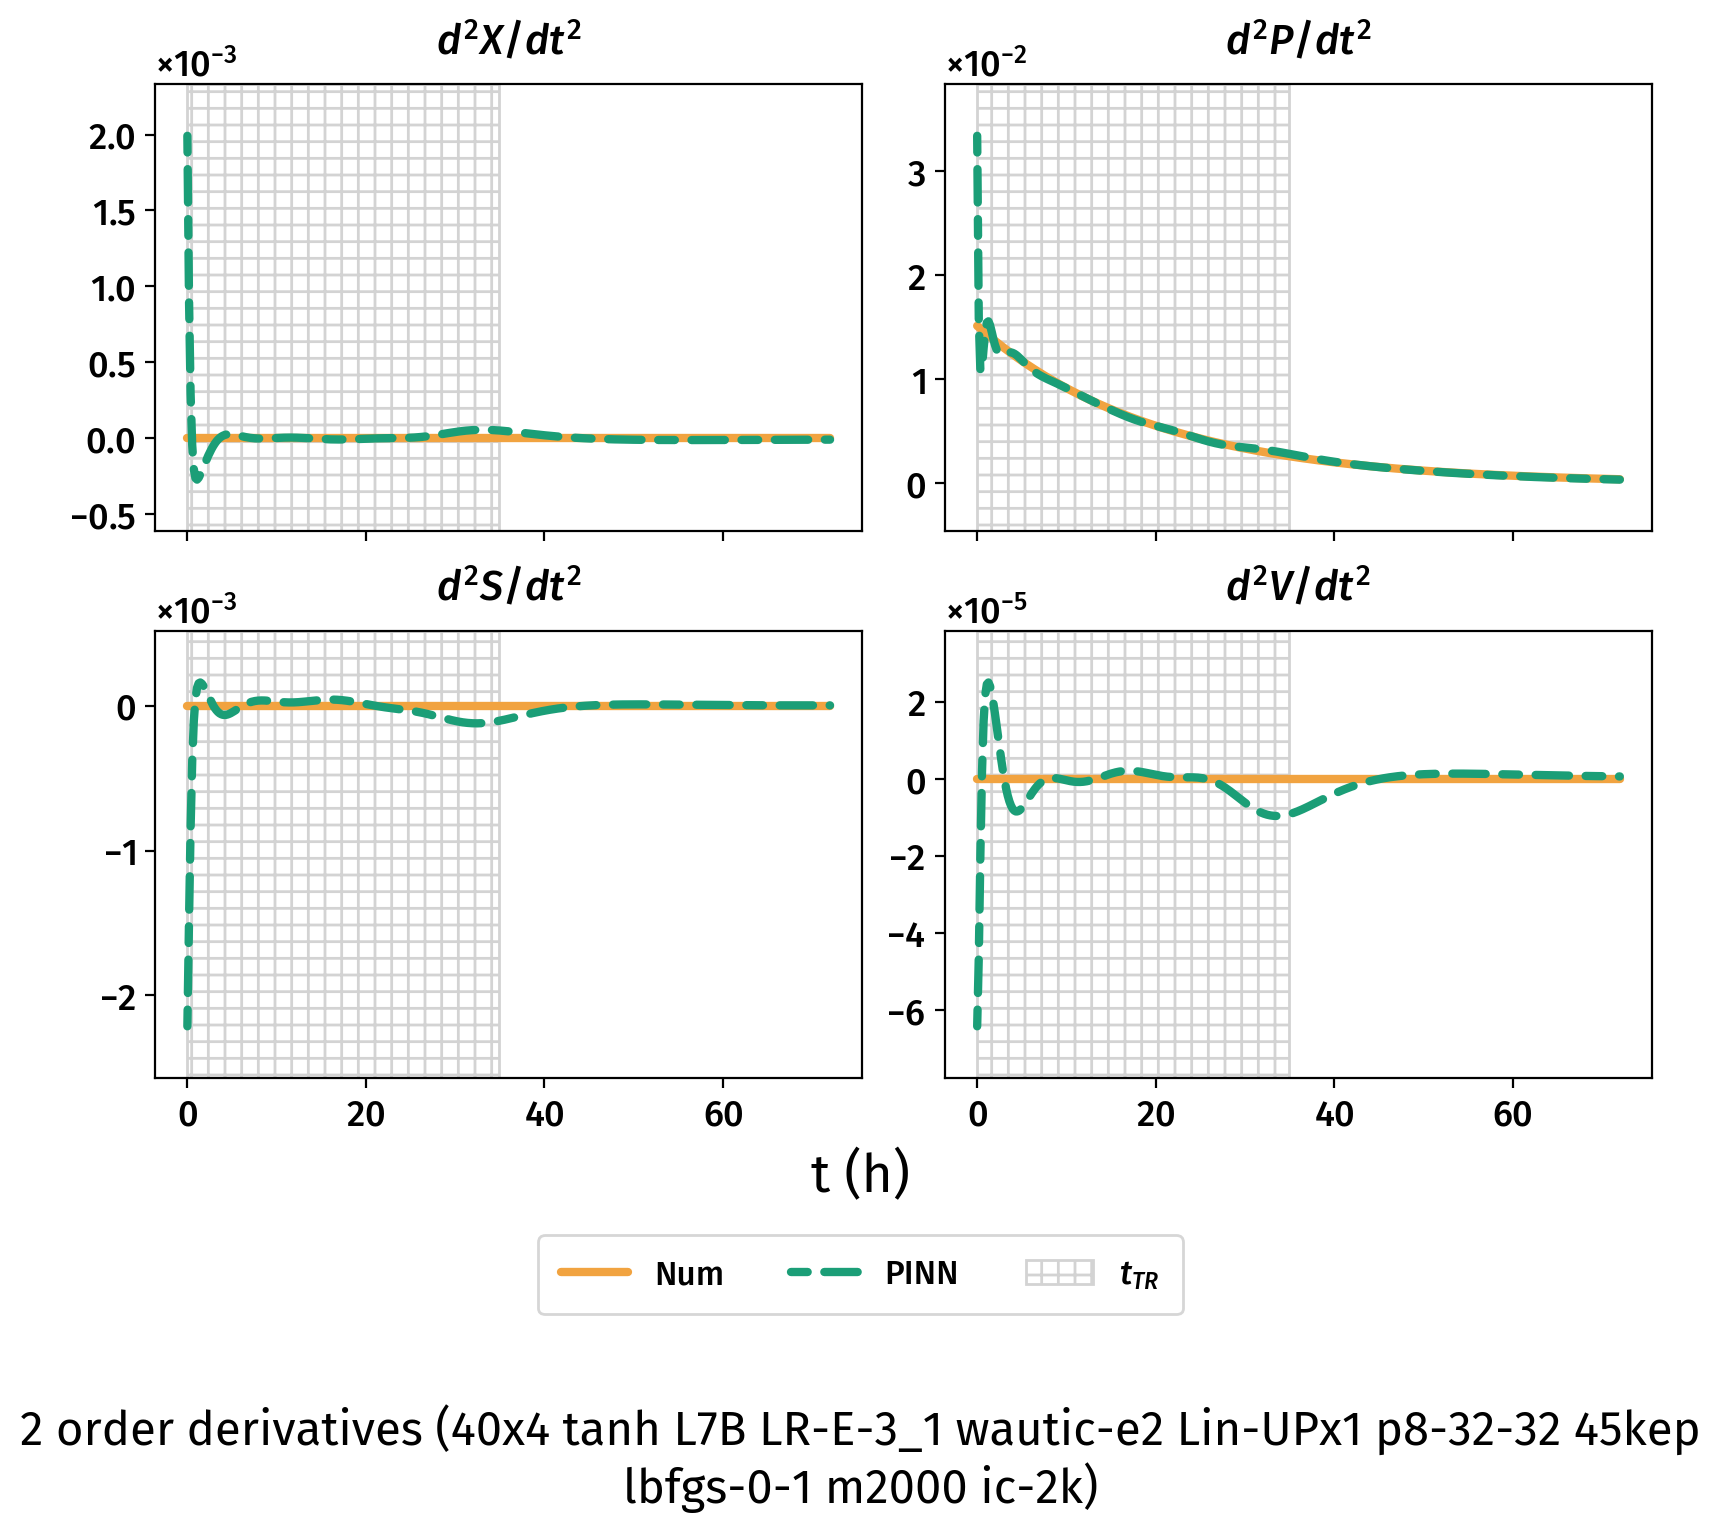 d²X/dt²
×10⁻³
2.0
1.5
1.0
0.5
0.0
−0.5
d²P/dt²
×10⁻²
3
2
1
0
d²S/dt²
×10⁻³
0
−1
−2
0 20 40 60
d²V/dt²
×10⁻⁵
2
0
−2
−4
−6
0 20 40 60
t (h)
Num PINN t_TR
2 order derivatives (40x4 tanh L7B LR-E-3_1 wautic-e2 Lin-UPx1 p8-32-32 45kep
lbfgs-0-1 m2000 ic-2k)